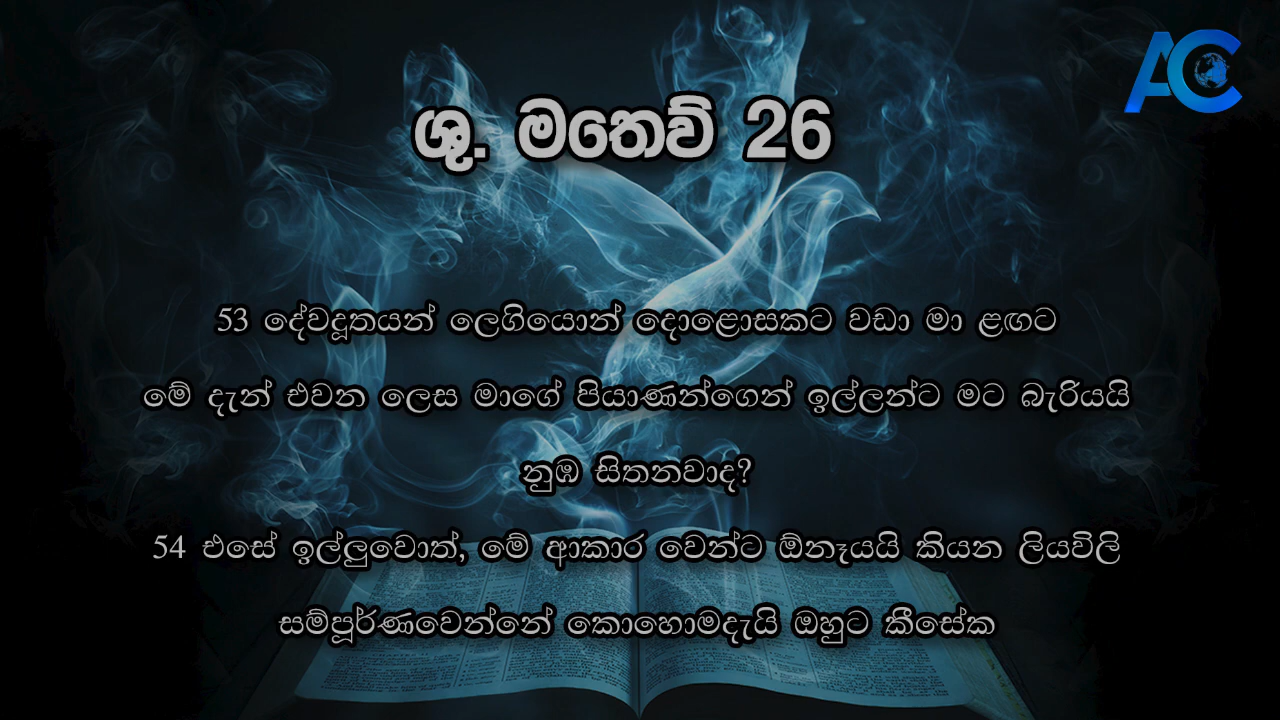 AC
ශු. මතෙව් 26
53 දේවදූතයන් ලෙගියොන් දොළොසකට වඩා මා ළඟට
මේ දැන් එවන ලෙස මාගේ පියාණන්ගෙන් ඉල්ලන්ට මට බැරියයි
නුඹ සිතනවාද?
54 එසේ ඉල්ලුවොත්, මේ ආකාර වෙන්ට ඕනෑයයි කියන ලියවිලි
සම්පූර්ණවෙන්නේ කොහොමදැයි ඔහුට කීසේක